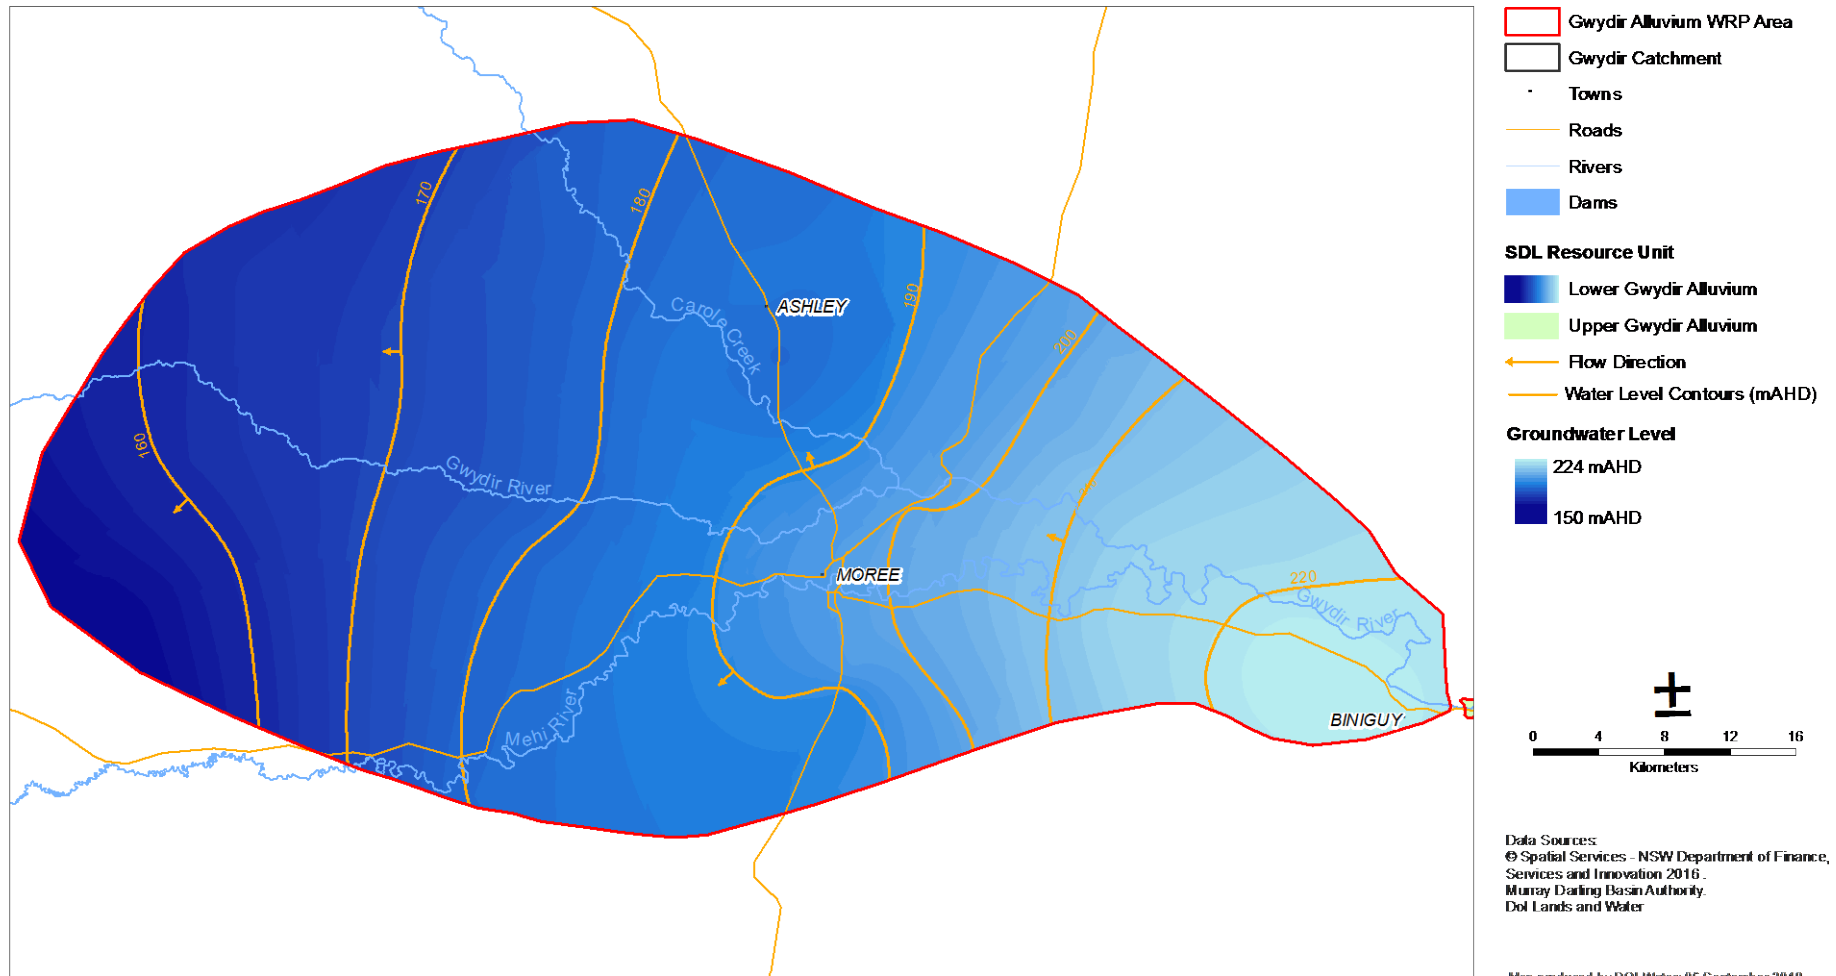 Gwydir Alluvium WRP Area
Gwydir Catchment
Towns
Roads
Rivers
Dams
SDL Resource Unit
Lower Gwydir Alluvium
Upper Gwydir Alluvium
Flow Direction
Water Level Contours (mAHD)
Groundwater Level
224 mAHD
150 mAHD
170
180
190
200
160
220
ASHLEY
Carole Creek
Gwydir River
MOREE
Gwydir River
Mehi River
BINIGUY
0 4 8 12 16
Kilometers
Data Sources:
© Spatial Services - NSW Department of Finance,
Services and Innovation 2016 .
Murray Darling Basin Authority.
DoI Lands and Water